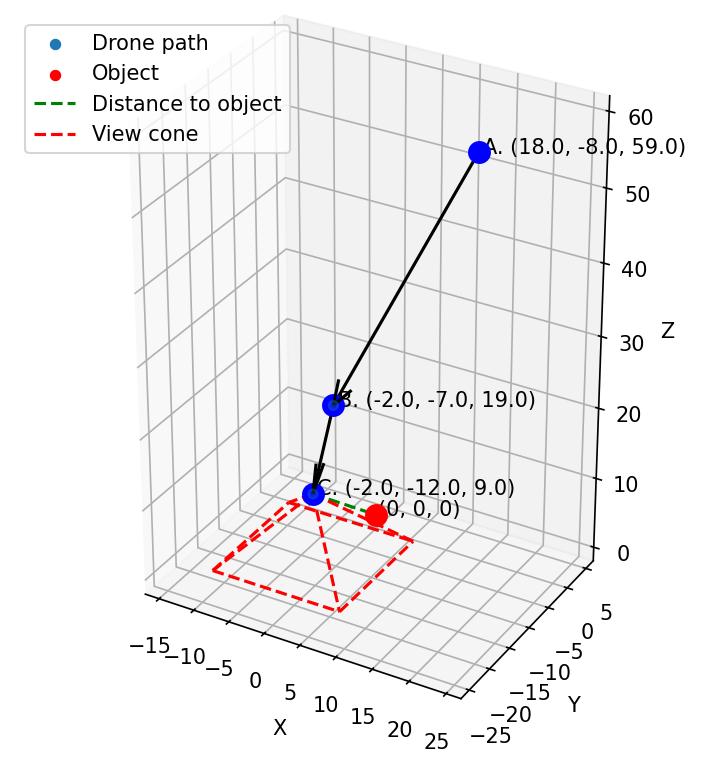 Drone path
Object
Distance to object
View cone
A. (18.0, -8.0, 59.0)
B. (-2.0, -7.0, 19.0)
C. (-2.0, -12.0, 9.0)
(0, 0, 0)
60
50
40
30
20
10
0
Z
5
0
−5
−10
−15
−20
−25
Y
−15
−10
−5
0
5
10
15
20
25
X